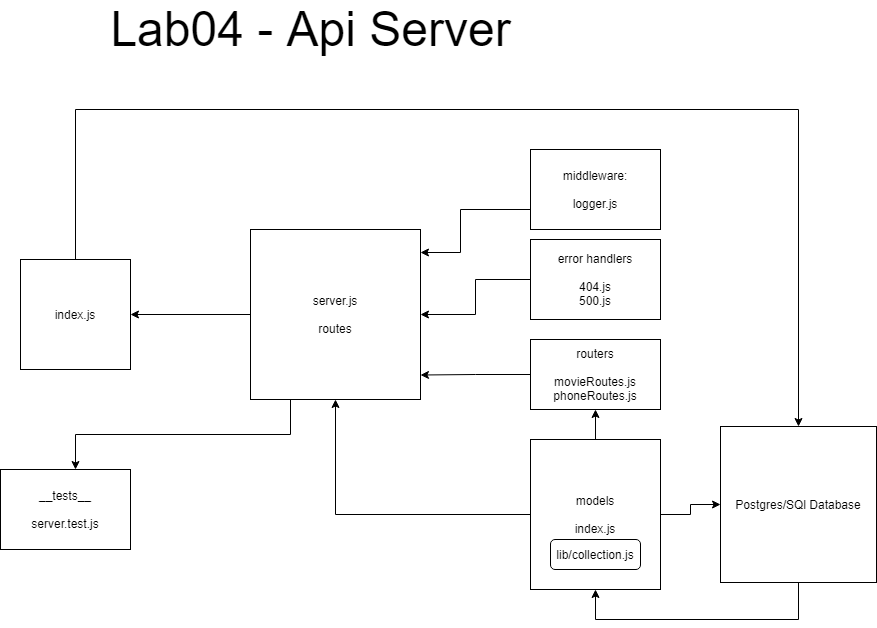 Lab04 - Api Server
middleware:
logger.js
error handlers
404.js
500.js
index.js
server.js
routes
routers
movieRoutes.js
phoneRoutes.js
__tests__
server.test.js
models
index.js
lib/collection.js
Postgres/SQl Database